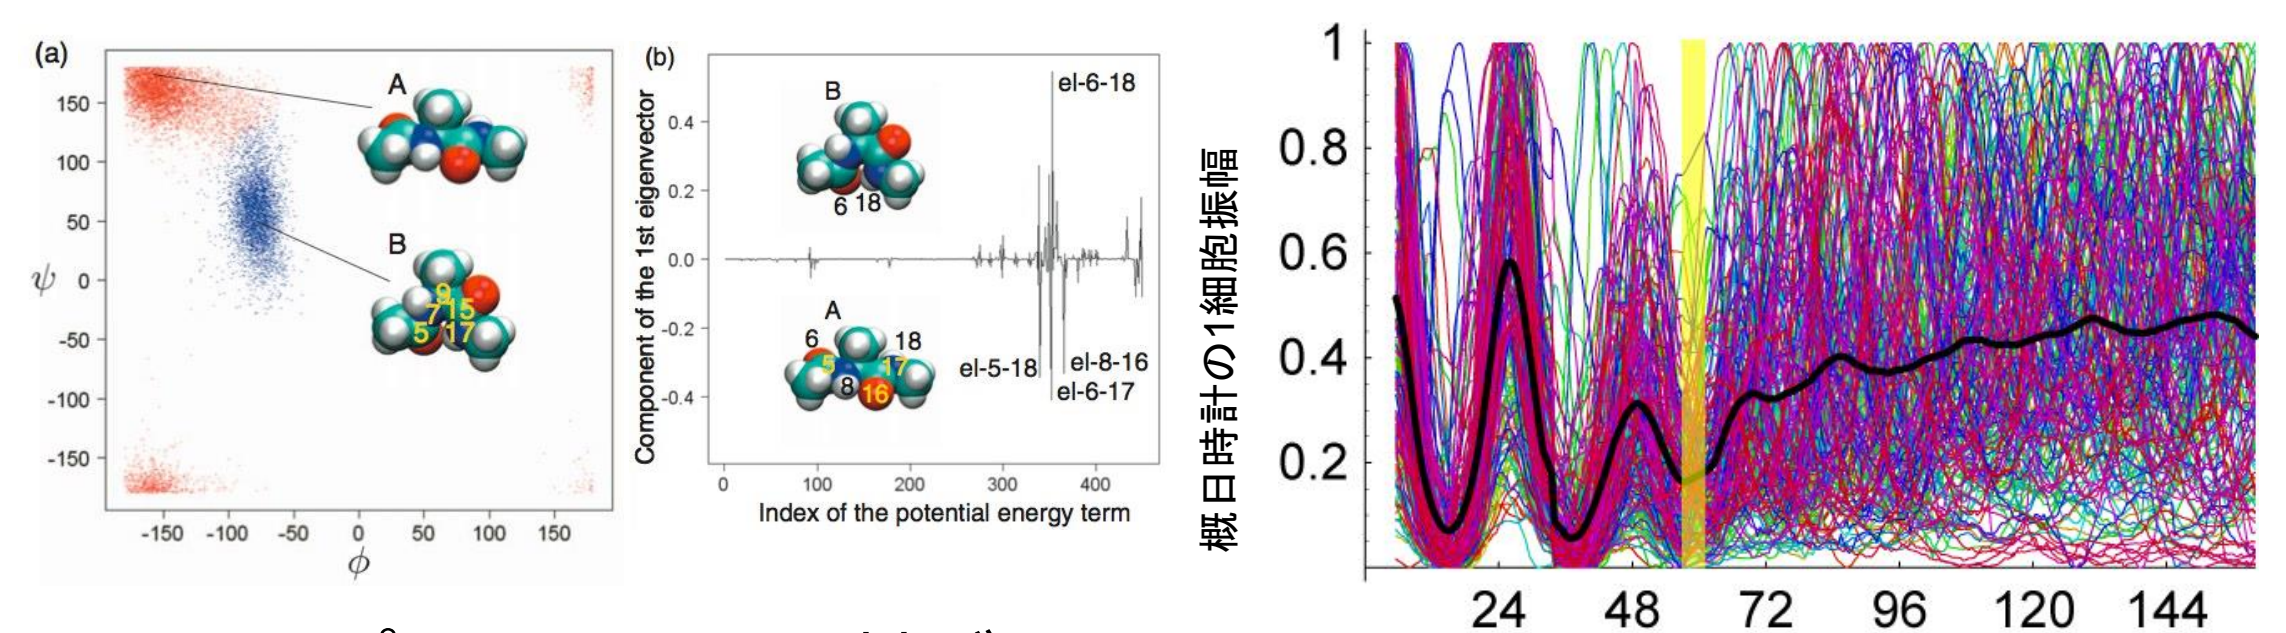 (a)
A
B
9
7 15
5 17
150
100
50
0
-50
-100
-150
ψ
-150 -100 -50 0 50 100 150
ϕ
(b)
Component of the 1st eigenvector
0.4
0.2
0.0
-0.2
-0.4
B
6 18
el-6-18
A
6 18
5 17
8 16
el-5-18
el-8-16
el-6-17
0 100 200 300 400
Index of the potential energy term
概日時計の1細胞振幅
1
0.8
0.6
0.4
0.2
24 48 72 96 120 144